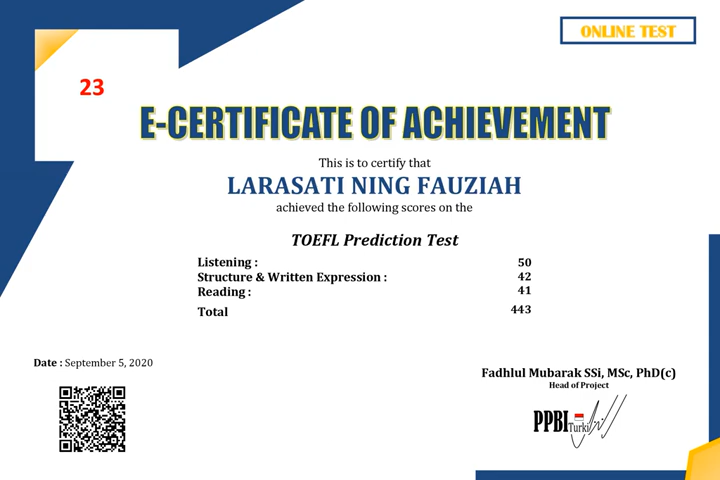 ONLINE TEST
23
E-CERTIFICATE OF ACHIEVEMENT
This is to certify that
LARASATI NING FAUZIAH
achieved the following scores on the
TOEFL Prediction Test
Listening : 50
Structure & Written Expression : 42
Reading : 41
Total 443
Date : September 5, 2020
Fadhlul Mubarak SSi, MSc, PhD(c)
Head of Project
PPBI Turki